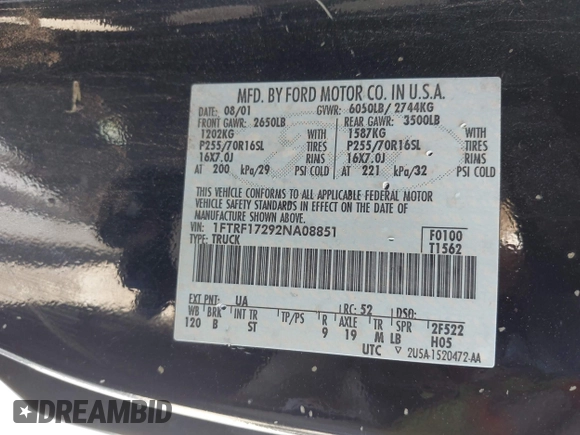 MFD. BY FORD MOTOR CO. IN U.S.A.
DATE: 08/01 GVWR: 6050LB/ 2744KG
FRONT GAWR: 2650LB REAR GAWR: 3500LB
1202KG WITH 1587KG WITH
P255/70R16SL TIRES P255/70R16SL TIRES
16X7.0J RIMS 16X7.0J RIMS
AT 200 kPa/29 PSI COLD AT 221 kPa/32 PSI COLD
THIS VEHICLE CONFORMS TO ALL APPLICABLE FEDERAL MOTOR
VEHICLE SAFETY STANDARDS IN EFFECT ON THE DATE OF
MANUFACTURE SHOWN ABOVE.
VIN: 1FTRF17292NA08851 F0100
TYPE: TRUCK T1562
EXT PNT: UA RC: 52 DSO:
WB BRK INT TR TP/PS R AXLE TR SPR 2F522
120 B ST 9 19 M LB H05
UTC 2USA-1520472-AA
DREAMBID